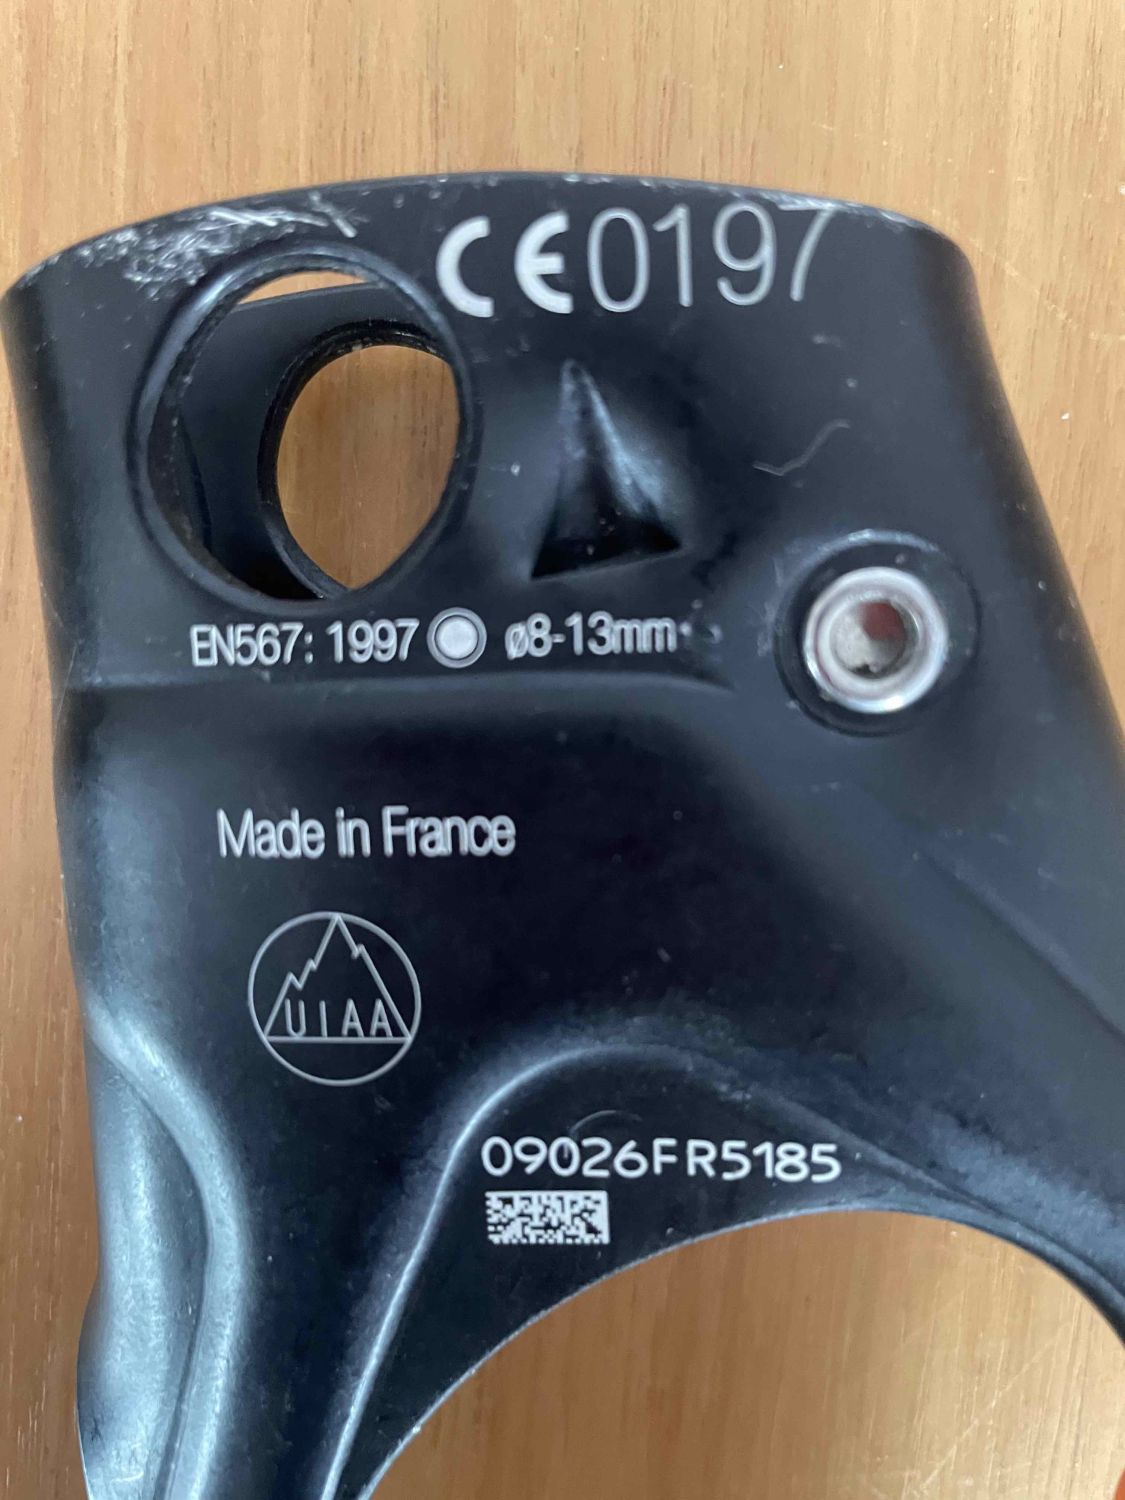 CE0197
EN567: 1997 ø8-13mm
Made in France
UIAA
09026FR5185